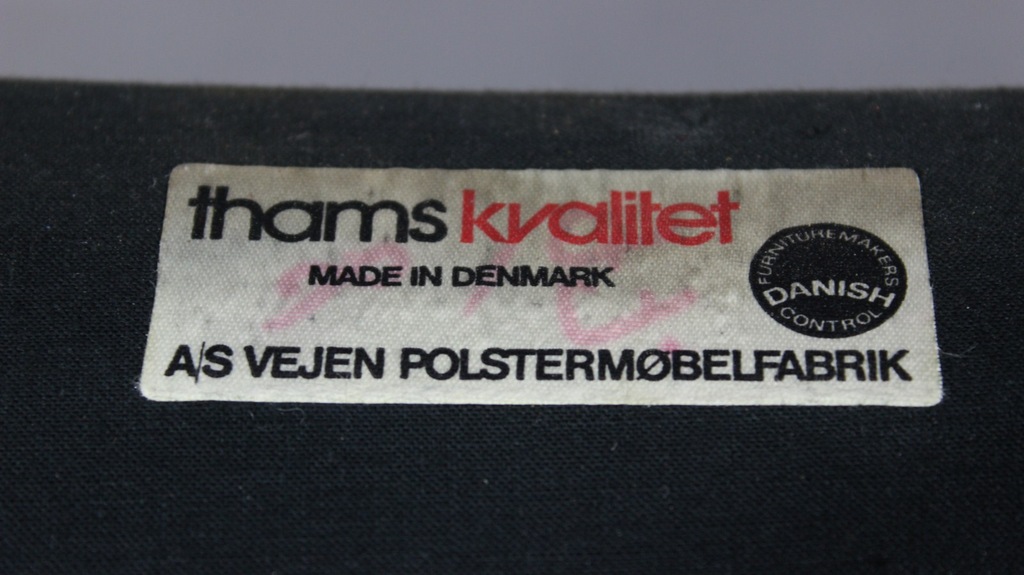 thams kvalitet
MADE IN DENMARK
FURNITUREMAKERS
DANISH
CONTROL
A/S VEJEN POLSTERMØBELFABRIK